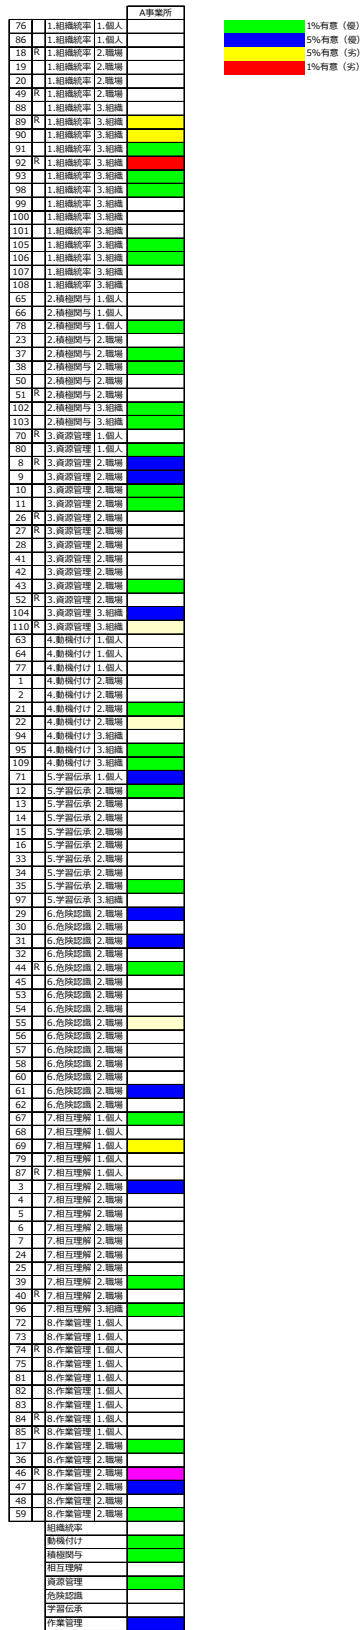 A事業所
1%有意（優）
5%有意（優）
5%有意（劣）
1%有意（劣）
76 1.組織統率 1.個人
86 1.組織統率 1.個人
18 R 1.組織統率 2.職場
19 1.組織統率 2.職場
20 1.組織統率 2.職場
49 R 1.組織統率 2.職場
88 1.組織統率 3.組織
89 R 1.組織統率 3.組織
90 1.組織統率 3.組織
91 1.組織統率 3.組織
92 R 1.組織統率 3.組織
93 1.組織統率 3.組織
98 1.組織統率 3.組織
99 1.組織統率 3.組織
100 1.組織統率 3.組織
101 1.組織統率 3.組織
105 1.組織統率 3.組織
106 1.組織統率 3.組織
107 1.組織統率 3.組織
108 1.組織統率 3.組織
65 2.積極関与 1.個人
66 2.積極関与 1.個人
78 2.積極関与 1.個人
23 2.積極関与 2.職場
37 2.積極関与 2.職場
38 2.積極関与 2.職場
50 2.積極関与 2.職場
51 R 2.積極関与 2.職場
102 2.積極関与 3.組織
103 2.積極関与 3.組織
70 R 3.資源管理 1.個人
80 3.資源管理 1.個人
8 R 3.資源管理 2.職場
9 3.資源管理 2.職場
10 3.資源管理 2.職場
11 3.資源管理 2.職場
26 R 3.資源管理 2.職場
27 R 3.資源管理 2.職場
28 3.資源管理 2.職場
41 3.資源管理 2.職場
42 3.資源管理 2.職場
43 3.資源管理 2.職場
52 R 3.資源管理 2.職場
104 3.資源管理 3.組織
110 R 3.資源管理 3.組織
63 4.動機付け 1.個人
64 4.動機付け 1.個人
77 4.動機付け 1.個人
1 4.動機付け 2.職場
2 4.動機付け 2.職場
21 4.動機付け 2.職場
22 4.動機付け 2.職場
94 4.動機付け 3.組織
95 4.動機付け 3.組織
109 4.動機付け 3.組織
71 5.学習伝承 1.個人
12 5.学習伝承 2.職場
13 5.学習伝承 2.職場
14 5.学習伝承 2.職場
15 5.学習伝承 2.職場
16 5.学習伝承 2.職場
33 5.学習伝承 2.職場
34 5.学習伝承 2.職場
35 5.学習伝承 2.職場
97 5.学習伝承 3.組織
29 6.危険認識 2.職場
30 6.危険認識 2.職場
31 6.危険認識 2.職場
32 6.危険認識 2.職場
44 R 6.危険認識 2.職場
45 6.危険認識 2.職場
53 6.危険認識 2.職場
54 6.危険認識 2.職場
55 6.危険認識 2.職場
56 6.危険認識 2.職場
57 6.危険認識 2.職場
58 6.危険認識 2.職場
60 6.危険認識 2.職場
61 6.危険認識 2.職場
62 6.危険認識 2.職場
67 7.相互理解 1.個人
68 7.相互理解 1.個人
69 7.相互理解 1.個人
79 7.相互理解 1.個人
87 R 7.相互理解 1.個人
3 7.相互理解 2.職場
4 7.相互理解 2.職場
5 7.相互理解 2.職場
6 7.相互理解 2.職場
7 7.相互理解 2.職場
24 7.相互理解 2.職場
25 7.相互理解 2.職場
39 7.相互理解 2.職場
40 R 7.相互理解 2.職場
96 7.相互理解 3.組織
72 8.作業管理 1.個人
73 8.作業管理 1.個人
74 R 8.作業管理 1.個人
75 8.作業管理 1.個人
81 8.作業管理 1.個人
82 8.作業管理 1.個人
83 8.作業管理 1.個人
84 R 8.作業管理 1.個人
85 R 8.作業管理 1.個人
17 8.作業管理 2.職場
36 8.作業管理 2.職場
46 R 8.作業管理 2.職場
47 8.作業管理 2.職場
48 8.作業管理 2.職場
59 8.作業管理 2.職場
組織統率
動機付け
積極関与
相互理解
資源管理
危険認識
学習伝承
作業管理